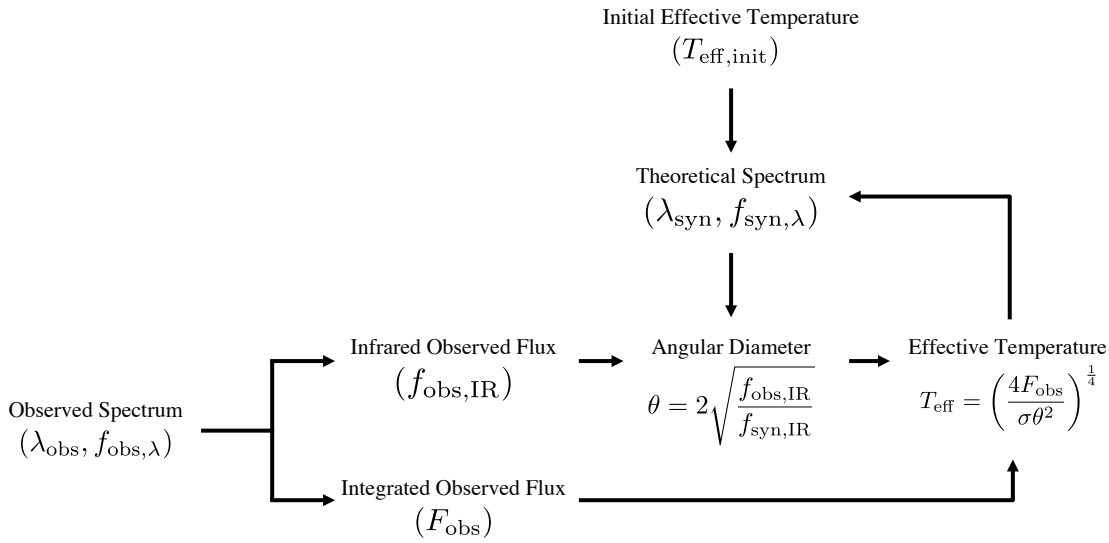 Initial Effective Temperature
(T_eff,init)
Theoretical Spectrum
(λ_syn, f_syn,λ)
Observed Spectrum
(λ_obs, f_obs,λ)
Infrared Observed Flux
(f_obs,IR)
Angular Diameter
θ = 2√(f_obs,IR / f_syn,IR)
Effective Temperature
T_eff = (4F_obs / σθ²)^(1/4)
Integrated Observed Flux
(F_obs)